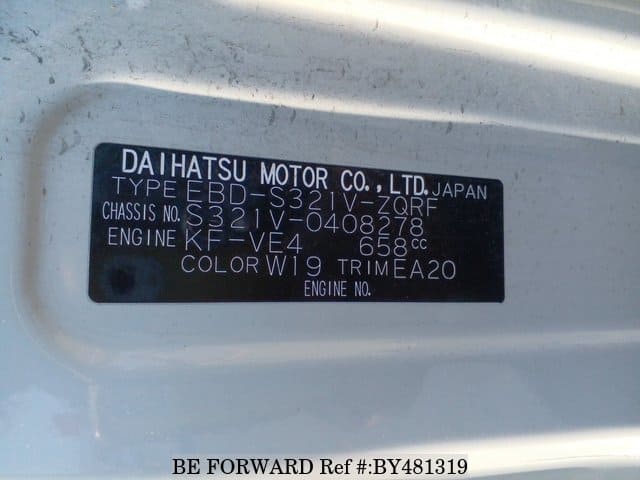 DAIHATSU MOTOR CO., LTD. JAPAN
TYPE EBD-S321V-ZQRF
CHASSIS NO. S321V-0408278
ENGINE KF-VE4 658cc
COLOR W19 TRIM EA20
ENGINE NO.
BE FORWARD Ref #:BY481319